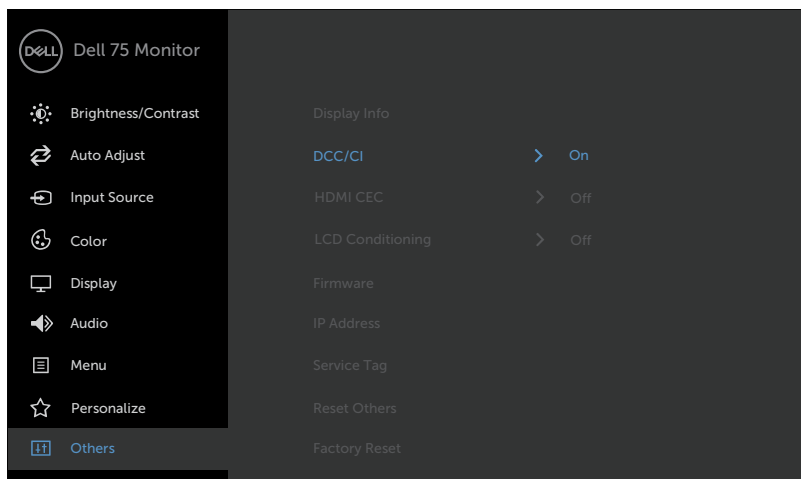 DELL Dell 75 Monitor
Brightness/Contrast
Display Info
Auto Adjust
DCC/CI
On
Input Source
HDMI CEC
Off
Color
LCD Conditioning
Off
Display
Firmware
Audio
IP Address
Menu
Service Tag
Personalize
Reset Others
Others
Factory Reset